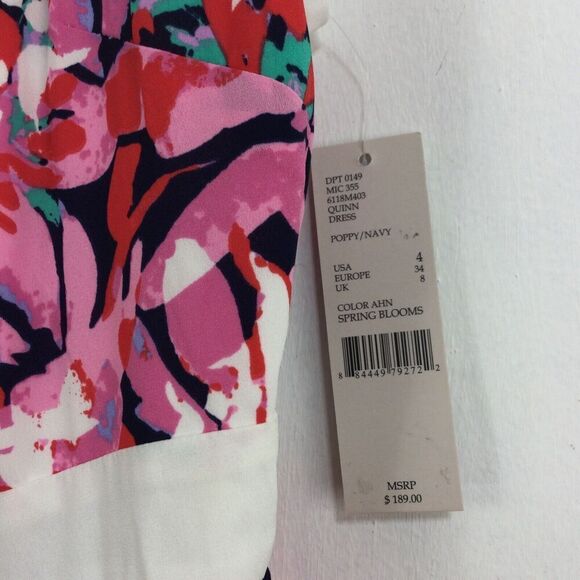 DPT 0149
MIC 355
6118M403
QUINN
DRESS
POPPY/NAVY
USA 4
EUROPE 34
UK 8
COLOR AHN
SPRING BLOOMS
8 84449 79272 2
MSRP
$ 189.00